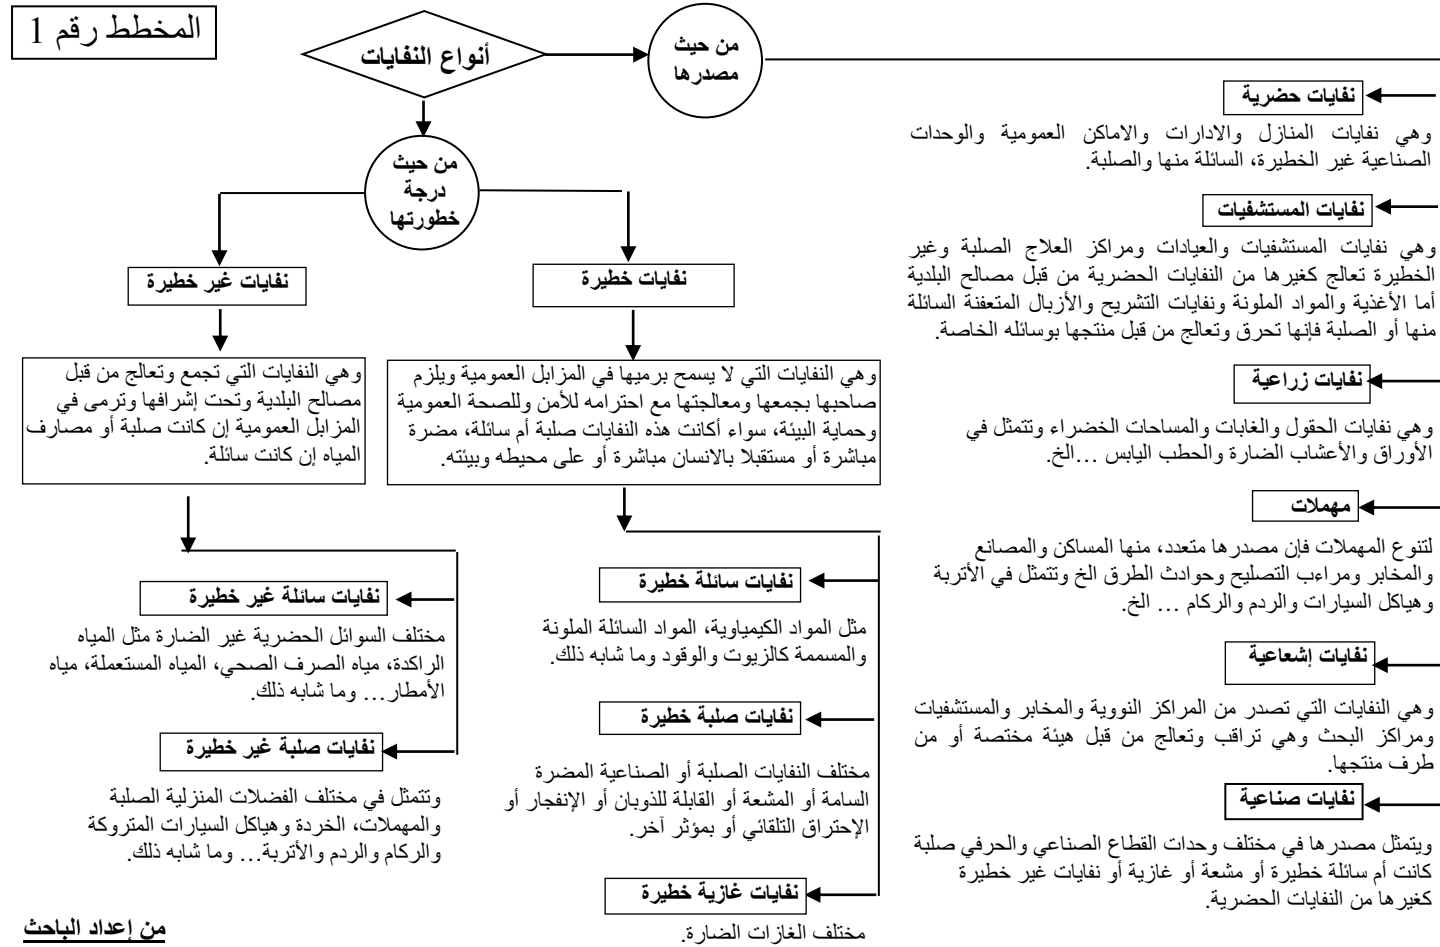 المخطط رقم 1
أنواع النفايات
من حيث
مصدرها
نفايات حضرية
وهي نفايات المنازل والادارات والاماكن العمومية والوحدات
الصناعية غير الخطيرة، السائلة منها والصلبة.
نفايات المستشفيات
وهي نفايات المستشفيات والعيادات ومراكز العلاج الصلبة وغير
الخطيرة تعالج كغيرها من النفايات الحضرية من قبل مصالح البلدية
أما الأغذية والمواد الملونة ونفايات التشريح والأزبال المتعفنة السائلة
منها أو الصلبة فإنها تحرق وتعالج من قبل منتجها بوسائله الخاصة.
نفايات زراعية
وهي نفايات الحقول والغابات والمساحات الخضراء وتتمثل في
الأوراق والأعشاب الضارة والحطب اليابس ...الخ.
مهملات
لتنوع المهملات فإن مصدرها متعدد، منها المساكن والمصانع
والمخابر ومراءب التصليح وحوادث الطرق الخ وتتمثل في الأتربة
وهياكل السيارات والردم والركام ... الخ.
نفايات إشعاعية
وهي النفايات التي تصدر من المراكز النووية والمخابر والمستشفيات
ومراكز البحث وهي تراقب وتعالج من قبل هيئة مختصة أو من
طرف منتجها.
نفايات صناعية
ويتمثل مصدرها في مختلف وحدات القطاع الصناعي والحرفي صلبة
كانت أم سائلة خطيرة أو مشعة أو غازية أو نفايات غير خطيرة
كغيرها من النفايات الحضرية.
من حيث
درجة
خطورتها
نفايات خطيرة
وهي النفايات التي لا يسمح برميها في المزابل العمومية ويلزم
صاحبها بجمعها ومعالجتها مع احترامه للأمن وللصحة العمومية
وحماية البيئة، سواء أكانت هذه النفايات صلبة أم سائلة، مضرة
مباشرة أو مستقبلا بالانسان مباشرة أو على محيطه وبيئته.
نفايات سائلة خطيرة
مثل المواد الكيمياوية، المواد السائلة الملونة
والمسممة كالزيوت والوقود وما شابه ذلك.
نفايات صلبة خطيرة
مختلف النفايات الصلبة أو الصناعية المضرة
السامة أو المشعة أو القابلة للذوبان أو الإنفجار أو
الإحتراق التلقائي أو بمؤثر آخر.
نفايات غازية خطيرة
مختلف الغازات الضارة.
نفايات غير خطيرة
وهي النفايات التي تجمع وتعالج من قبل
مصالح البلدية وتحت إشرافها وترمى في
المزابل العمومية إن كانت صلبة أو مصارف
المياه إن كانت سائلة.
نفايات سائلة غير خطيرة
مختلف السوائل الحضرية غير الضارة مثل المياه
الراكدة، مياه الصرف الصحي، المياه المستعملة، مياه
الأمطار... وما شابه ذلك.
نفايات صلبة غير خطيرة
وتتمثل في مختلف الفضلات المنزلية الصلبة
والمهملات، الخردة وهياكل السيارات المتروكة
والركام والردم والأتربة... وما شابه ذلك.
من إعداد الباحث